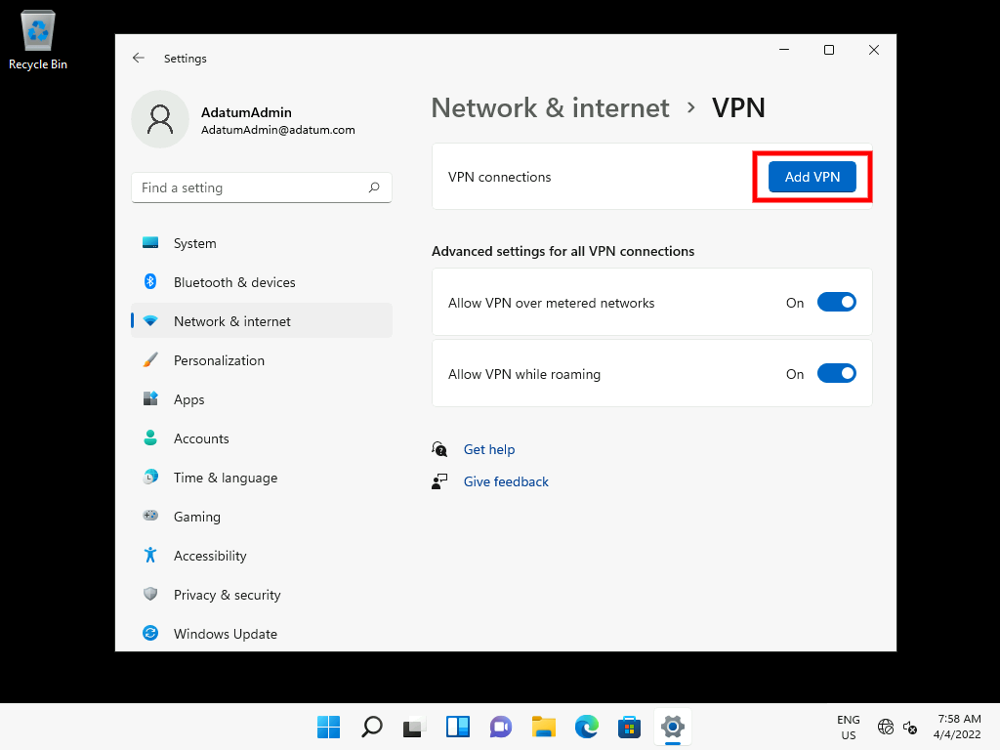 Recycle Bin
Settings
AdatumAdmin
AdatumAdmin@adatum.com
Find a setting
System
Bluetooth & devices
Network & internet
Personalization
Apps
Accounts
Time & language
Gaming
Accessibility
Privacy & security
Windows Update
Network & internet › VPN
VPN connections
Add VPN
Advanced settings for all VPN connections
Allow VPN over metered networks
On
Allow VPN while roaming
On
Get help
Give feedback
ENG
US
7:58 AM
4/4/2022